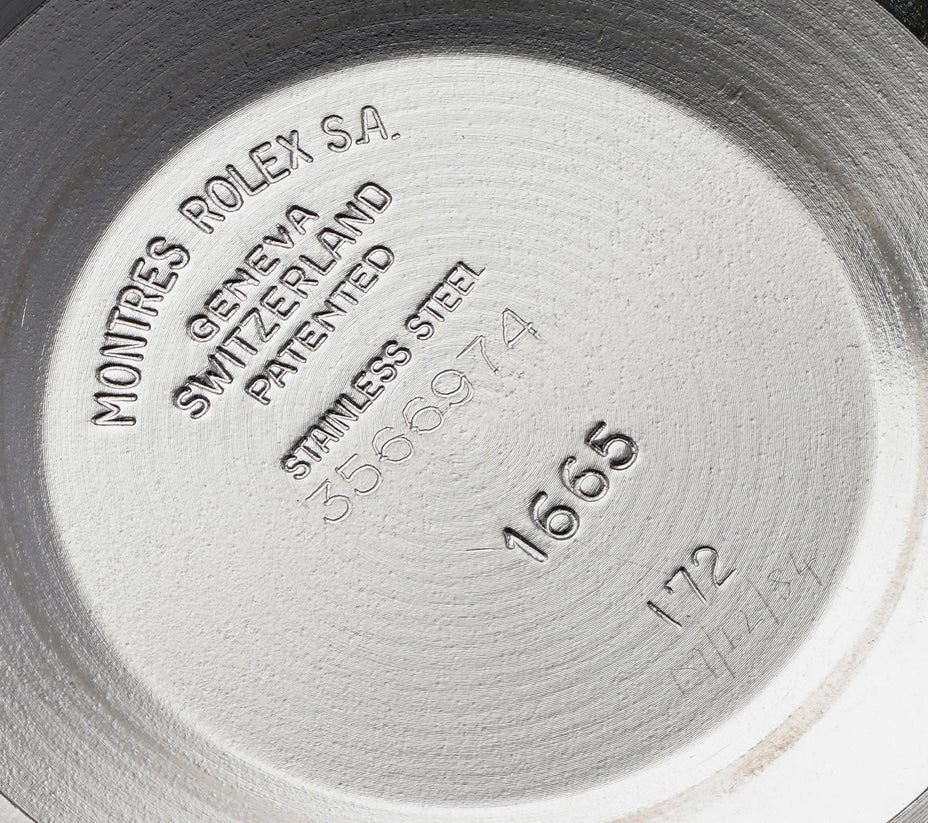 MONTRES ROLEX S.A.
GENEVA
SWITZERLAND
PATENTED
STAINLESS STEEL
3566974
1665
I.72